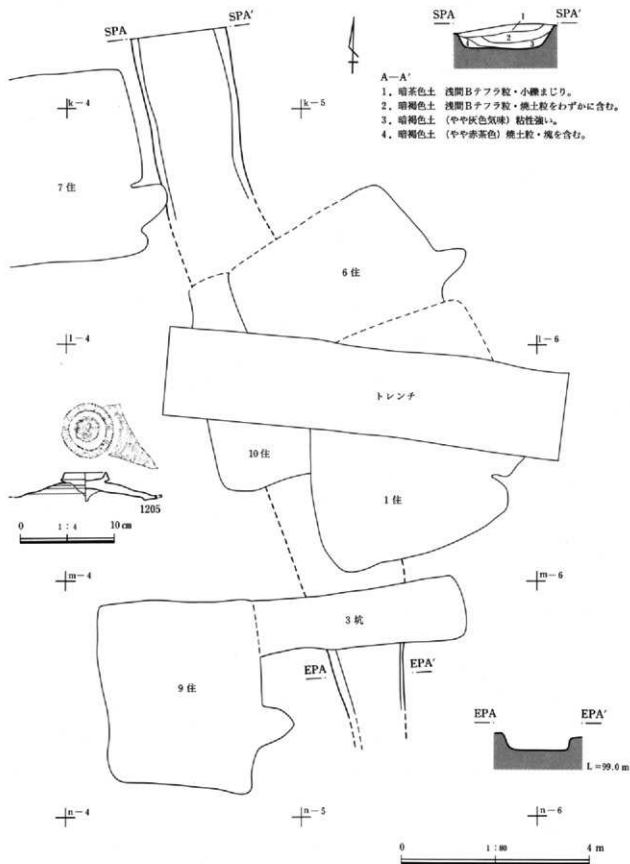 SPA SPA′
SPA SPA′
1
2
3
4
A—A′
1．暗茶色土 浅間Bテフラ粒・小礫まじり。
2．暗褐色土 浅間Bテフラ粒・焼土粒をわずかに含む。
3．暗褐色土 （やや灰色気味）粘性強い。
4．暗褐色土 （やや赤茶色）焼土粒・塊を含む。
k-4
k-5
7住
6住
l-4
l-6
トレンチ
10住
1住
1205
0 1:4 10cm
m-4
m-6
3坑
EPA EPA′
9住
EPA EPA′
L=99.0m
n-4
n-5
n-6
0 1:80 4m